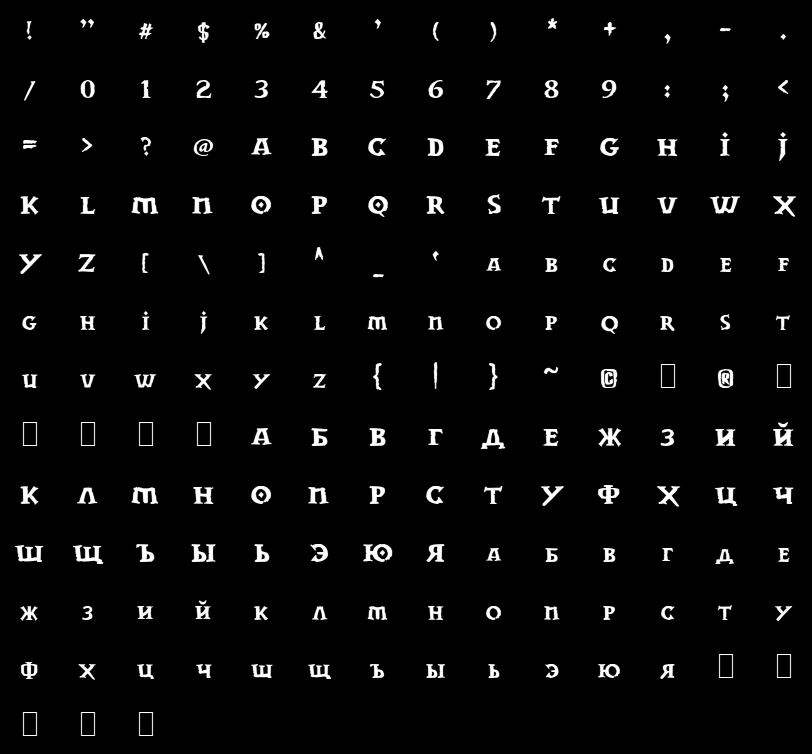 ! " # $ % & ' ( ) * + , - .
/ 0 1 2 3 4 5 6 7 8 9 : ; <
= > ? @ A B C D E F G H I J
K L M N O P Q R S T U V W X
Y Z [ \ ] ^ _ ` A B C D E F
G H I J K L M N O P Q R S T
U V W X Y Z { | } ~ © ®
А Б В Г Д Е Ж З И Й
К Л М Н О П Р С Т У Ф Х Ц Ч
Ш Щ Ъ Ы Ь Э Ю Я А Б В Г Д Е
Ж З И Й К Л М Н О П Р С Т У
Ф Х Ц Ч Ш Щ Ъ Ы Ь Э Ю Я